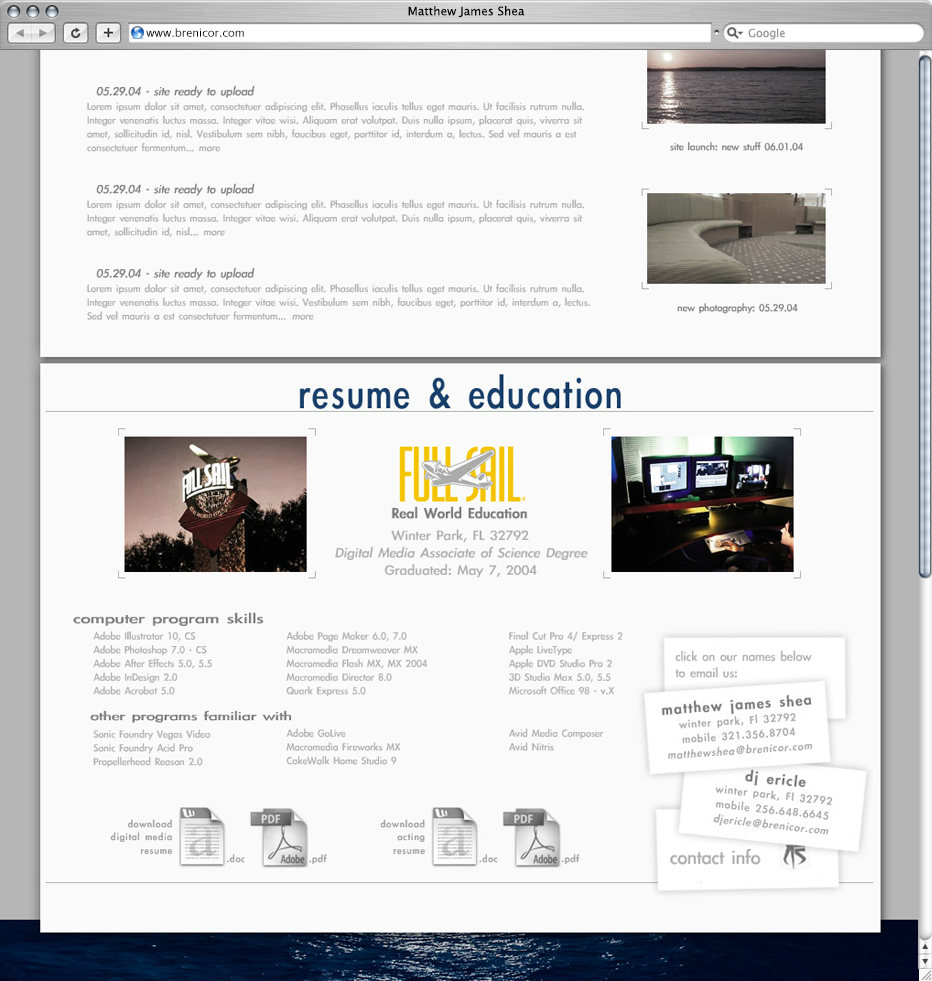 Matthew James Shea
www.brenicor.com
Google
05.29.04 - site ready to upload
Lorem ipsum dolor sit amet, consectetuer adipiscing elit. Phasellus iaculis tellus eget mauris. Ut facilisis rutrum nulla.
Integer venenatis luctus massa. Integer vitae wisi. Aliquam erat volutpat. Duis nulla ipsum, placerat quis, viverra sit
amet, sollicitudin id, nisl. Vestibulum sem nibh, faucibus eget, porttitor id, interdum a, lectus. Sed vel mauris a est
consectetuer fermentum... more
site launch: new stuff 06.01.04
05.29.04 - site ready to upload
Lorem ipsum dolor sit amet, consectetuer adipiscing elit. Phasellus iaculis tellus eget mauris. Ut facilisis rutrum nulla.
Integer venenatis luctus massa. Integer vitae wisi. Aliquam erat volutpat. Duis nulla ipsum, placerat quis, viverra sit
amet, sollicitudin id, nisl... more
05.29.04 - site ready to upload
Lorem ipsum dolor sit amet, consectetuer adipiscing elit. Phasellus iaculis tellus eget mauris. Ut facilisis rutrum nulla.
Integer venenatis luctus massa. Integer vitae wisi. Vestibulum sem nibh, faucibus eget, porttitor id, interdum a, lectus.
Sed vel mauris a est consectetuer fermentum... more
new photography: 05.29.04
resume & education
FULL SAIL
REAL WORLD EDUCATION
FULL SAIL®
Real World Education
Winter Park, FL 32792
Digital Media Associate of Science Degree
Graduated: May 7, 2004
computer program skills
Adobe Illustrator 10, CS
Adobe Photoshop 7.0 - CS
Adobe After Effects 5.0, 5.5
Adobe InDesign 2.0
Adobe Acrobat 5.0
Adobe Page Maker 6.0, 7.0
Macromedia Dreamweaver MX
Macromedia Flash MX, MX 2004
Macromedia Director 8.0
Quark Express 5.0
Final Cut Pro 4/ Express 2
Apple LiveType
Apple DVD Studio Pro 2
3D Studio Max 5.0, 5.5
Microsoft Office 98 - v.X
other programs familiar with
Sonic Foundry Vegas Video
Sonic Foundry Acid Pro
Propellerhead Reason 2.0
Adobe GoLive
Macromedia Fireworks MX
CakeWalk Home Studio 9
Avid Media Composer
Avid Nitris
click on our names below
to email us:
matthew james shea
winter park, Fl 32792
mobile 321.356.8704
matthewshea@brenicor.com
dj ericle
winter park, Fl 32792
mobile 256.648.6645
djericle@brenicor.com
contact info
download
digital media
resume
W
a
.doc
PDF
Adobe
.pdf
download
acting
resume
W
a
.doc
PDF
Adobe
.pdf